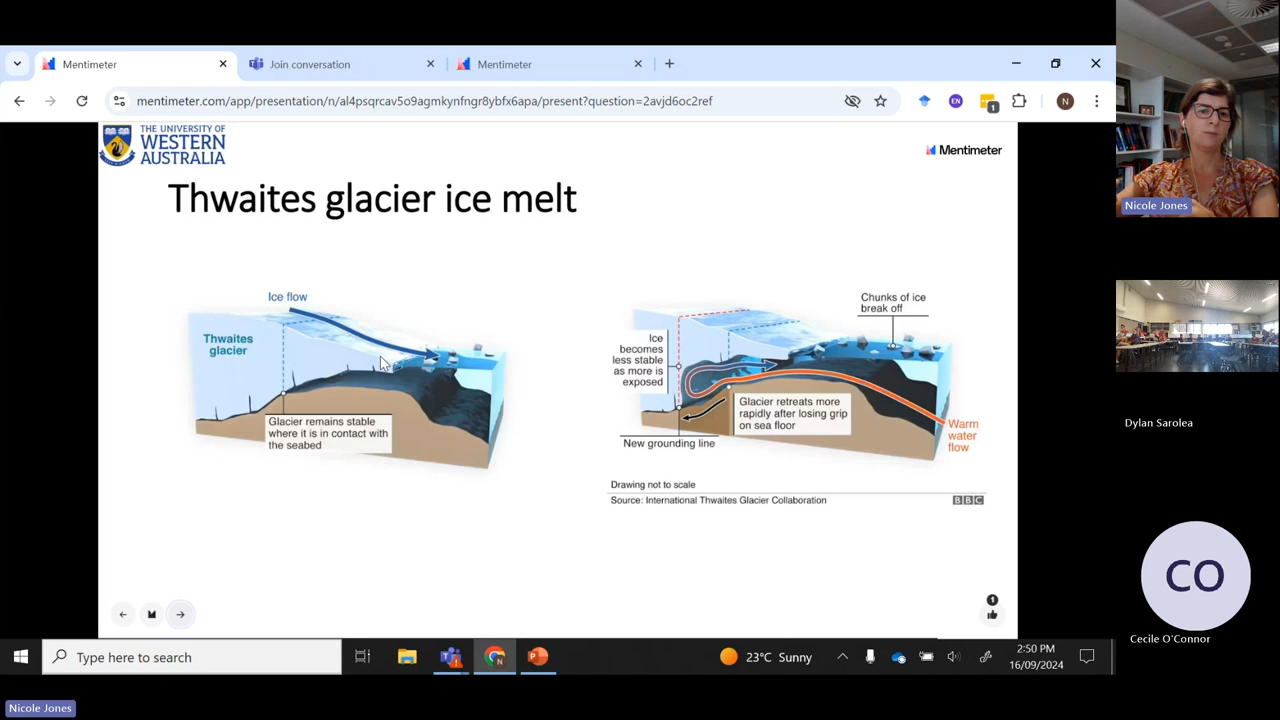 Mentimeter
Join conversation
Mentimeter
mentimeter.com/app/presentation/n/al4psqrcav5o9agmkynfngr8ybfx6apa/present?question=2avjd6oc2ref
EN
1
N
THE UNIVERSITY OF
WESTERN
AUSTRALIA
Mentimeter
Thwaites glacier ice melt
Ice flow
Thwaites
glacier
Glacier remains stable
where it is in contact with
the seabed
Chunks of ice
break off
Ice
becomes
less stable
as more is
exposed
Glacier retreats more
rapidly after losing grip
on sea floor
New grounding line
Warm
water
flow
Drawing not to scale
Source: International Thwaites Glacier Collaboration
BBC
1
Type here to search
23°C Sunny
2:50 PM
16/09/2024
Nicole Jones
Dylan Sarolea
CO
Cecile O'Connor
Nicole Jones